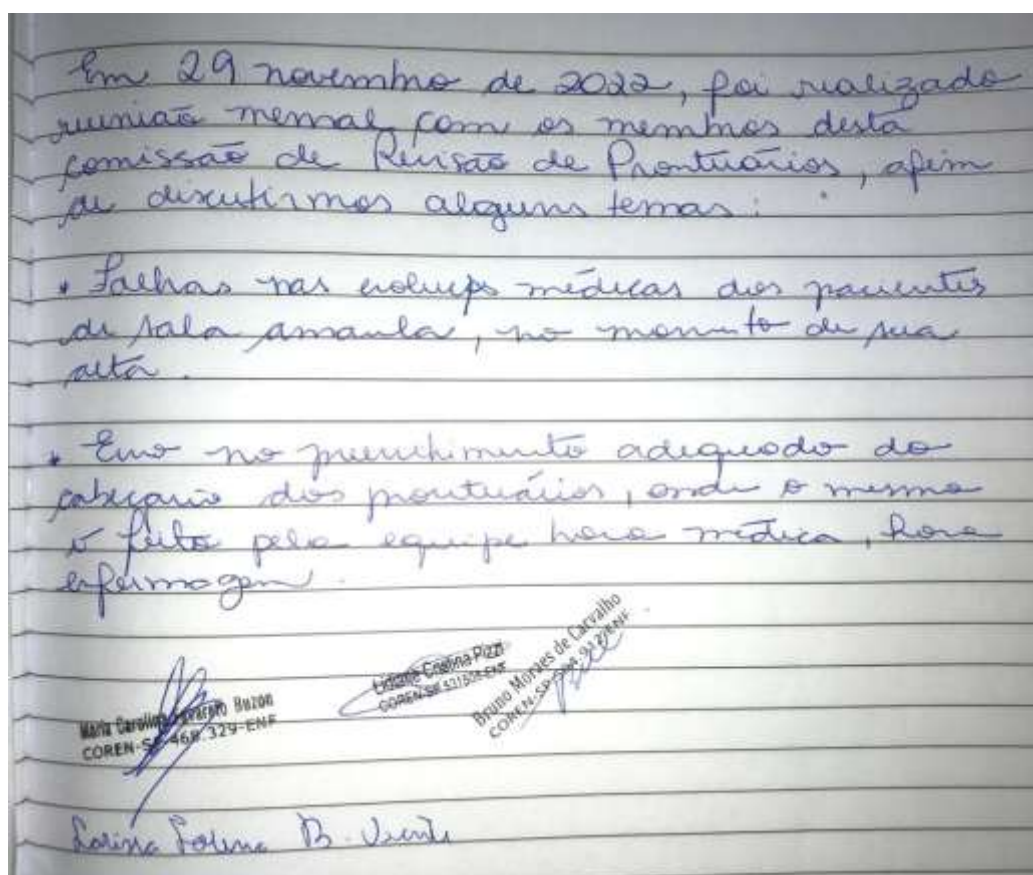 Em 29 novembro de 2022, foi realizado
reunião mensal com os membros desta
comissão de Revisão de Prontuários, afim
de discutirmos alguns temas:
• Falhas nas evoluções médicas dos pacientes
da sala amarela, no momento de sua
alta.
• Erro no preenchimento adequado do
cabeçario dos prontuários, onde o mesmo
é feito pela equipe hora médica, hora
enfermagem.
Maria Carolina Buzon
COREN-SP 468.329-ENF
Pizzi
COREN-SP
Bruno Moraes de Carvalho
COREN-SP
Larissa B. Vicente